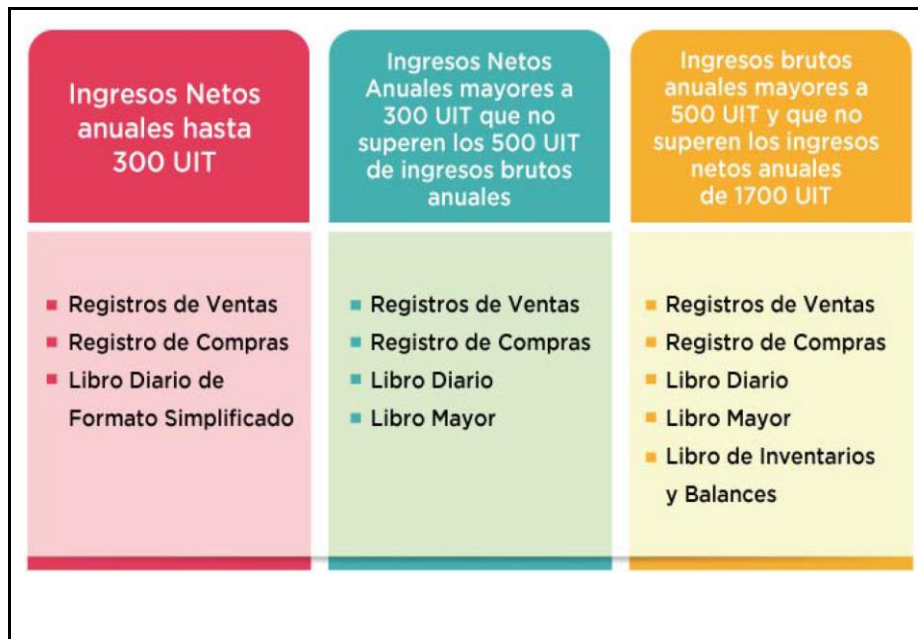 Ingresos Netos
anuales hasta
300 UIT
Registros de Ventas
Registro de Compras
Libro Diario de
Formato Simplificado
Ingresos Netos
Anuales mayores a
300 UIT que no
superen los 500 UIT
de ingresos brutos
anuales
Registros de Ventas
Registro de Compras
Libro Diario
Libro Mayor
Ingresos brutos
anuales mayores a
500 UIT y que no
superen los ingresos
netos anuales
de 1700 UIT
Registros de Ventas
Registro de Compras
Libro Diario
Libro Mayor
Libro de Inventarios
y Balances